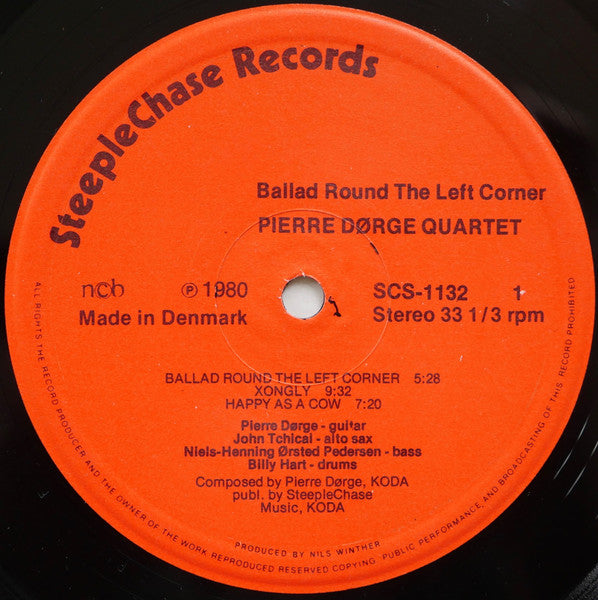 SteepleChase Records
Ballad Round The Left Corner
PIERRE DØRGE QUARTET
ncb
℗ 1980
SCS-1132 1
Made in Denmark
Stereo 33 1/3 rpm
BALLAD ROUND THE LEFT CORNER 5:28
XONGLY 9:32
HAPPY AS A COW 7:20
Pierre Dørge - guitar
John Tchicai - alto sax
Niels-Henning Ørsted Pedersen - bass
Billy Hart - drums
Composed by Pierre Dørge, KODA
publ. by SteepleChase
Music, KODA
PRODUCED BY NILS WINTHER
ALL RIGHTS THE RECORD PRODUCER AND THE OWNER OF THE WORK REPRODUCED RESERVED COPYING, PUBLIC PERFORMANCE, AND BROADCASTING OF THIS RECORD PROHIBITED